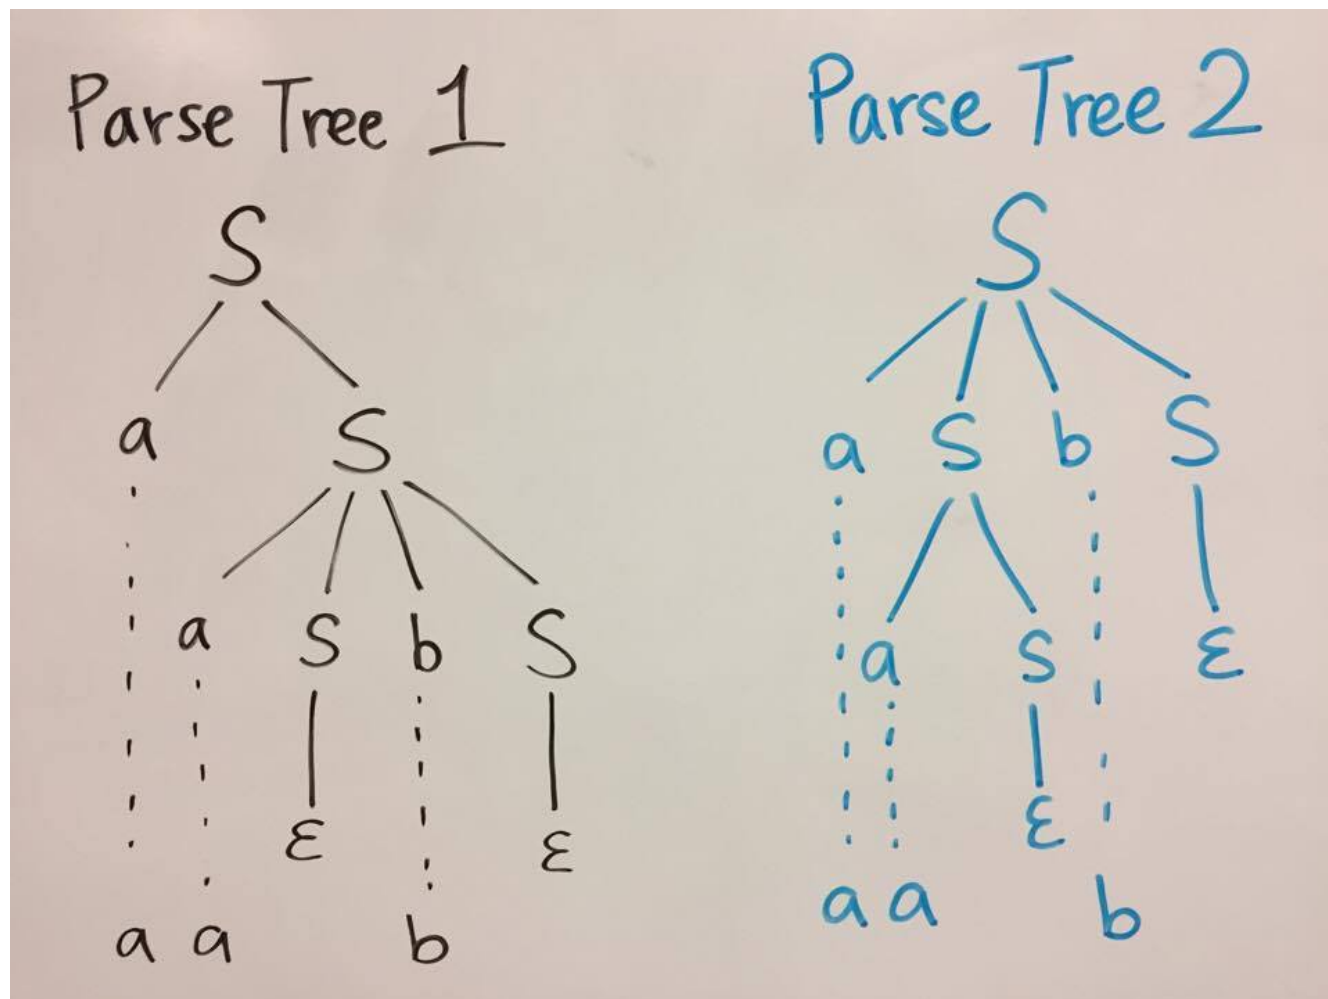 Parse Tree 1
S
a S
a S b S
ε ε
a a b
Parse Tree 2
S
a S b S
a S ε
ε
a a b